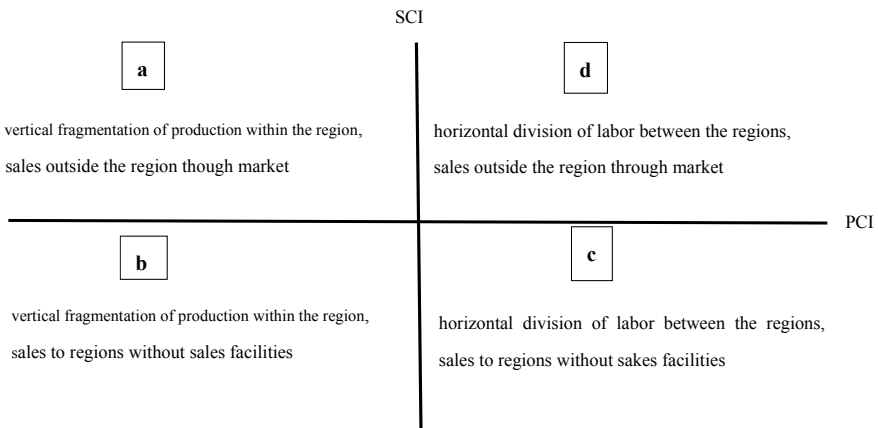 SCI
a
vertical fragmentation of production within the region,
sales outside the region though market
d
horizontal division of labor between the regions,
sales outside the region through market
PCI
b
vertical fragmentation of production within the region,
sales to regions without sales facilities
c
horizontal division of labor between the regions,
sales to regions without sakes facilities